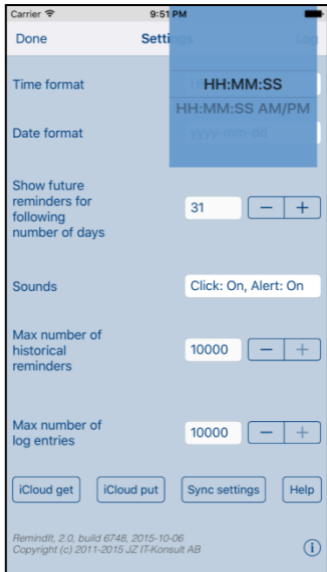 Carrier 9:51 PM
Done Settings Log
Time format HH:MM:SS
HH:MM:SS AM/PM
Date format yyyy-mm-dd
Show future
reminders for
following
number of days
31 − +
Sounds Click: On, Alert: On
Max number of
historical
reminders
10000 − +
Max number of
log entries
10000 − +
iCloud get iCloud put Sync settings Help
RemindIt, 2.0, build 6748, 2015-10-06
Copyright (c) 2011-2015 JZ IT-Konsult AB